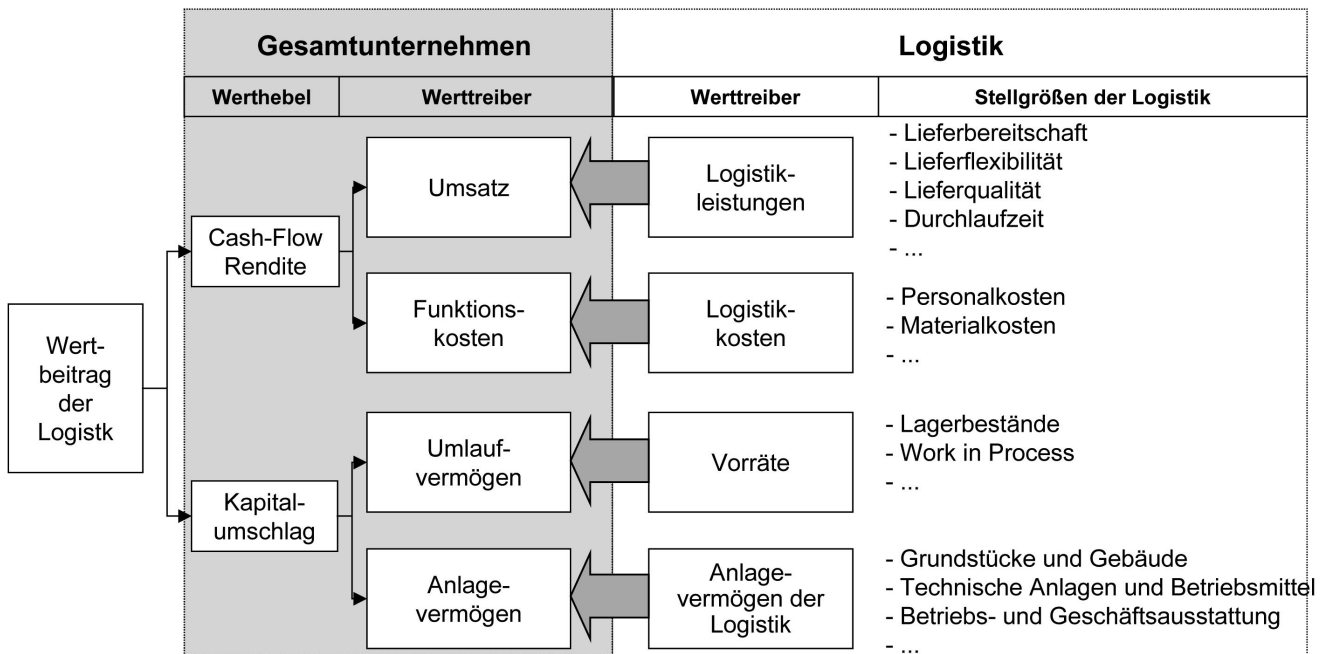 Gesamtunternehmen
Logistik
Werthebel
Werttreiber
Werttreiber
Stellgrößen der Logistik
Wert-
beitrag
der
Logistk
Cash-Flow
Rendite
Kapital-
umschlag
Umsatz
Funktions-
kosten
Umlauf-
vermögen
Anlage-
vermögen
Logistik-
leistungen
Logistik-
kosten
Vorräte
Anlage-
vermögen der
Logistik
- Lieferbereitschaft
- Lieferflexibilität
- Lieferqualität
- Durchlaufzeit
- ...
- Personalkosten
- Materialkosten
- ...
- Lagerbestände
- Work in Process
- ...
- Grundstücke und Gebäude
- Technische Anlagen und Betriebsmittel
- Betriebs- und Geschäftsausstattung
- ...